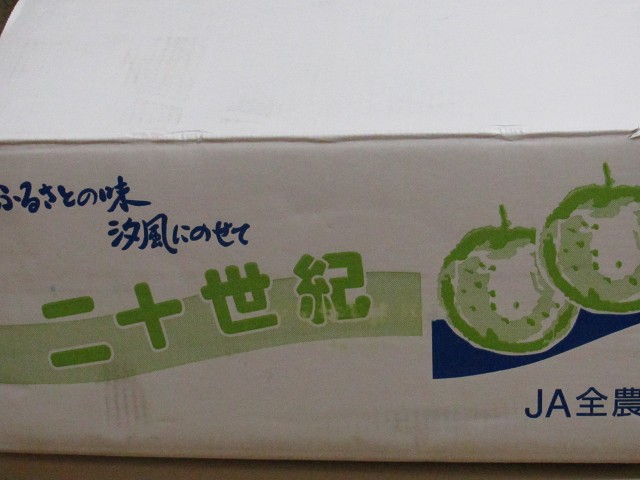 ふるさとの味
汐風にのせて
二十世紀
JA全農